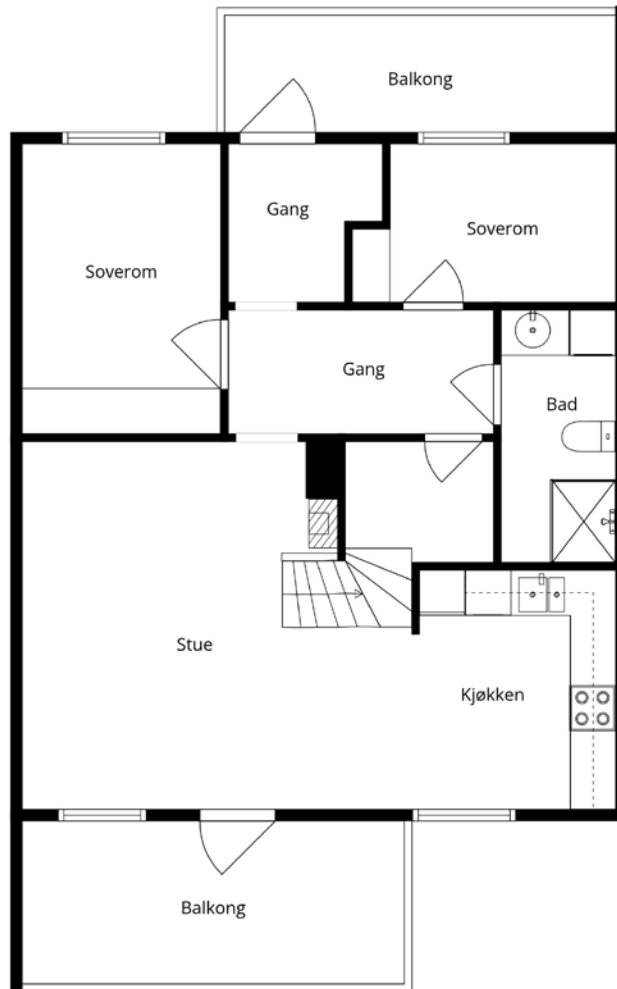 Balkong
Gang
Soverom
Soverom
Gang
Bad
Stue
Kjøkken
Balkong